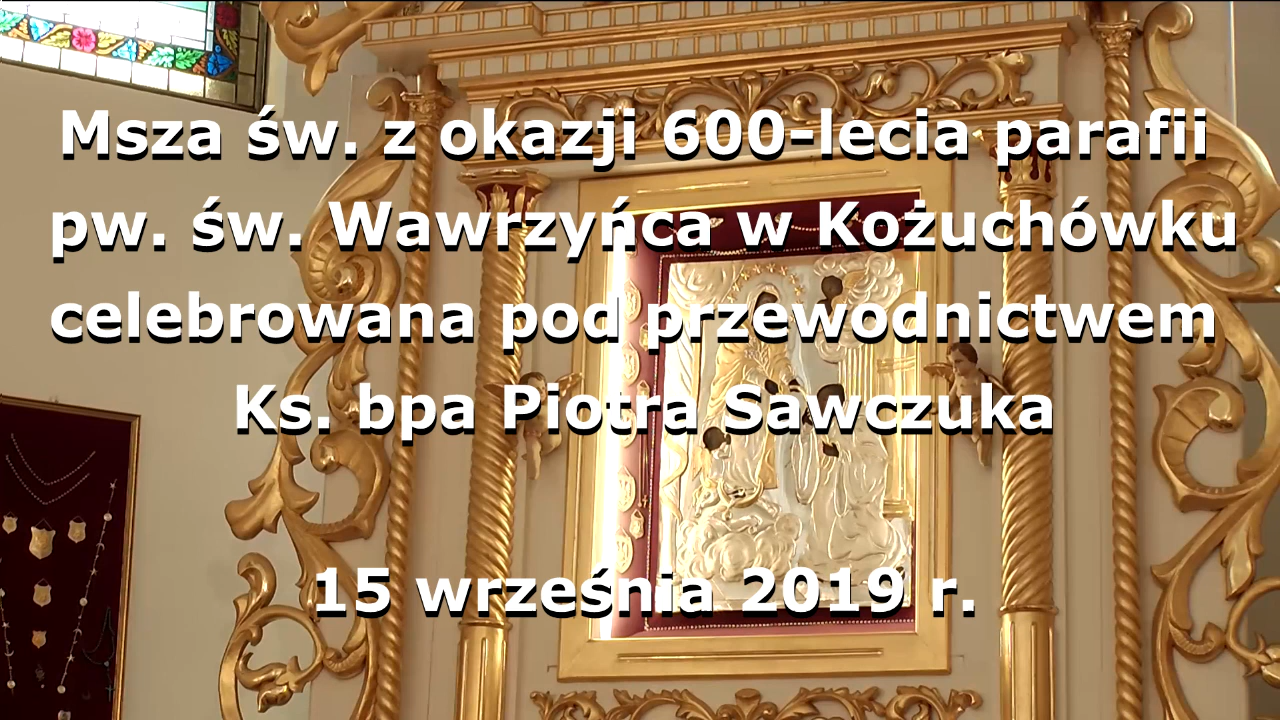 Msza św. z okazji 600-lecia parafii
pw. św. Wawrzyńca w Kożuchówku
celebrowana pod przewodnictwem
Ks. bpa Piotra Sawczuka
15 września 2019 r.